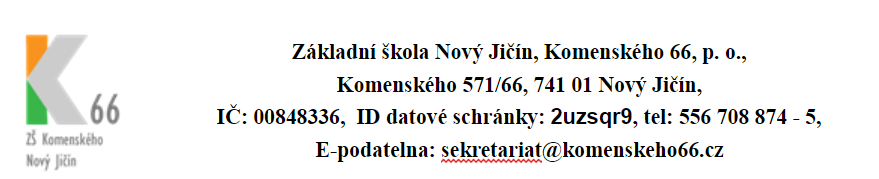 K 66
ZŠ Komenského
Nový Jičín
Základní škola Nový Jičín, Komenského 66, p. o.,
Komenského 571/66, 741 01 Nový Jičín,
IČ: 00848336, ID datové schránky: 2uzsqr9, tel: 556 708 874 - 5,
E-podatelna: sekretariat@komenskeho66.cz